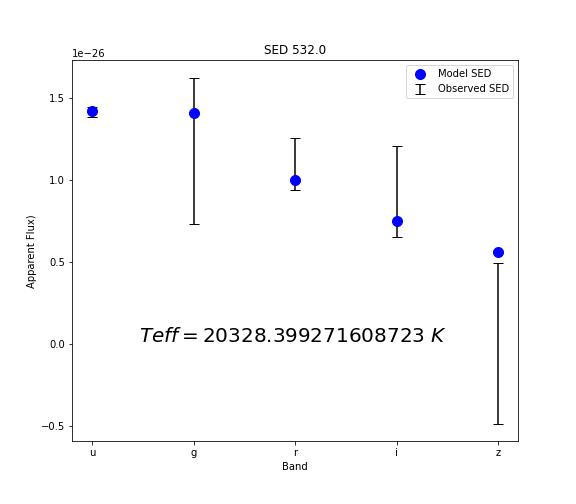 SED 532.0
1e−26
Model SED
Observed SED
1.5
1.0
0.5
0.0
−0.5
Apparent Flux)
Teff = 20328.399271608723 K
u g r i z
Band